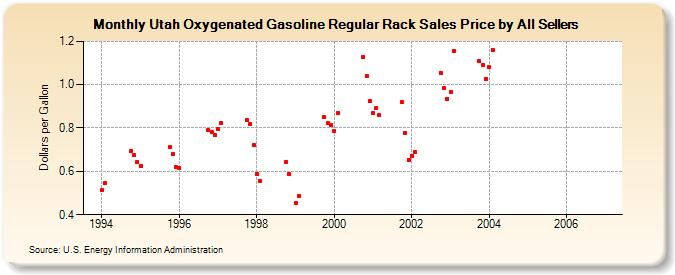 Monthly Utah Oxygenated Gasoline Regular Rack Sales Price by All Sellers
Dollars per Gallon
1.2
1.0
0.8
0.6
0.4
1994 1996 1998 2000 2002 2004 2006
Source: U.S. Energy Information Administration